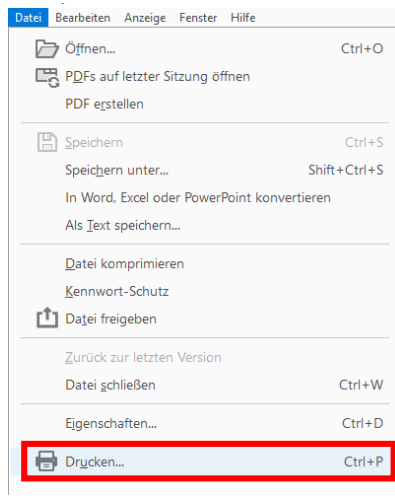 Datei Bearbeiten Anzeige Fenster Hilfe
Öffnen... Ctrl+O
PDFs auf letzter Sitzung öffnen
PDF erstellen
Speichern Ctrl+S
Speichern unter... Shift+Ctrl+S
In Word, Excel oder PowerPoint konvertieren
Als Text speichern...
Datei komprimieren
Kennwort-Schutz
Datei freigeben
Zurück zur letzten Version
Datei schließen Ctrl+W
Eigenschaften... Ctrl+D
Drucken... Ctrl+P